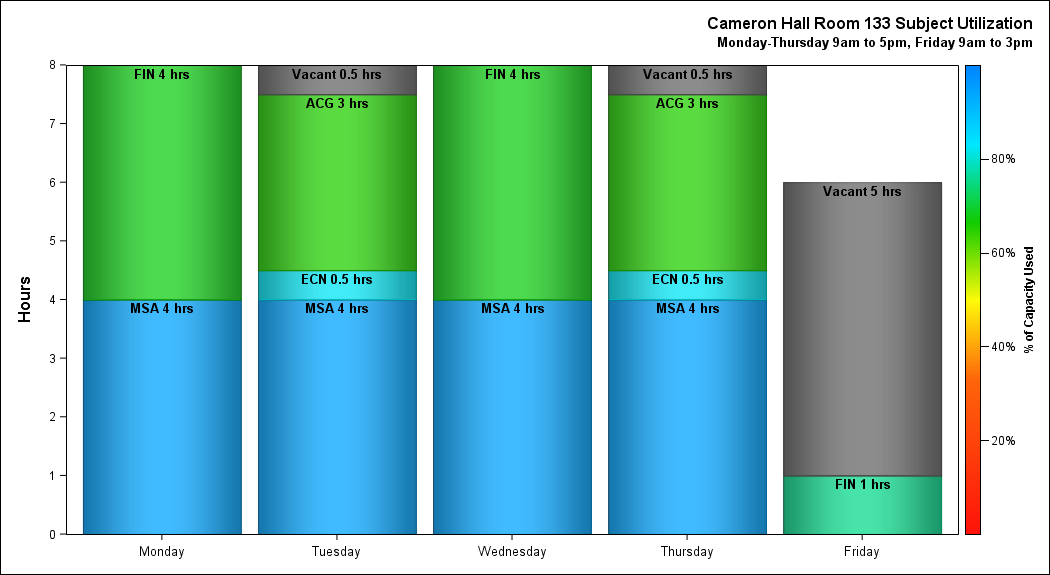 Cameron Hall Room 133 Subject Utilization
Monday-Thursday 9am to 5pm, Friday 9am to 3pm
Hours
8
7
6
5
4
3
2
1
0
FIN 4 hrs
MSA 4 hrs
Monday
Vacant 0.5 hrs
ACG 3 hrs
ECN 0.5 hrs
MSA 4 hrs
Tuesday
FIN 4 hrs
MSA 4 hrs
Wednesday
Vacant 0.5 hrs
ACG 3 hrs
ECN 0.5 hrs
MSA 4 hrs
Thursday
Vacant 5 hrs
FIN 1 hrs
Friday
80%
60%
40%
20%
% of Capacity Used